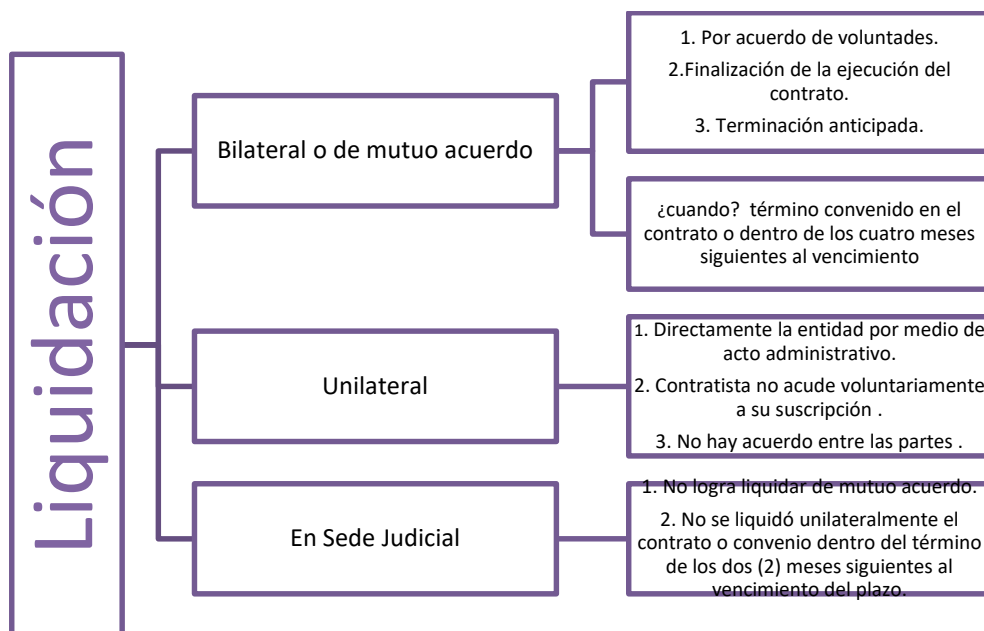 Liquidación
Bilateral o de mutuo acuerdo
1. Por acuerdo de voluntades.
2.Finalización de la ejecución del
contrato.
3. Terminación anticipada.
¿cuando? término convenido en el
contrato o dentro de los cuatro meses
siguientes al vencimiento
Unilateral
1. Directamente la entidad por medio de
acto administrativo.
2. Contratista no acude voluntariamente
a su suscripción .
3. No hay acuerdo entre las partes .
En Sede Judicial
1. No logra liquidar de mutuo acuerdo.
2. No se liquidó unilateralmente el
contrato o convenio dentro del término
de los dos (2) meses siguientes al
vencimiento del plazo.